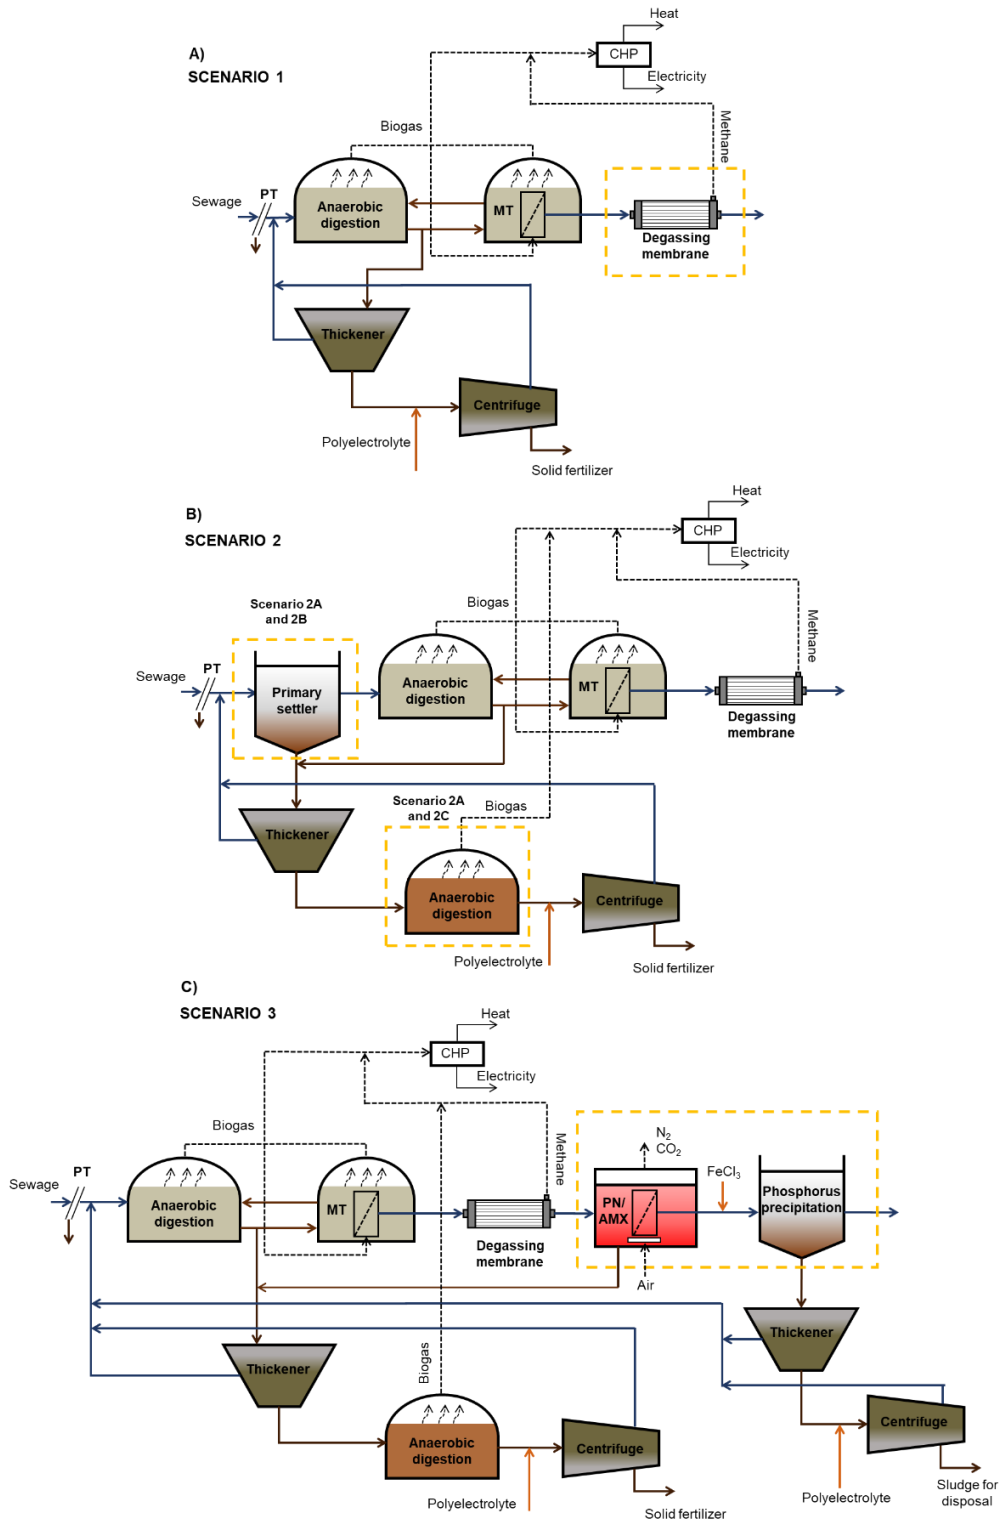 A)
SCENARIO 1
Heat
CHP
Electricity
Biogas
Methane
Sewage
PT
Anaerobic
digestion
MT
Degassing
membrane
Thickener
Centrifuge
Polyelectrolyte
Solid fertilizer
B)
SCENARIO 2
Heat
CHP
Electricity
Scenario 2A
and 2B
Biogas
Methane
Sewage
PT
Primary
settler
Anaerobic
digestion
MT
Degassing
membrane
Scenario 2A
and 2C
Biogas
Thickener
Anaerobic
digestion
Centrifuge
Polyelectrolyte
Solid fertilizer
C)
SCENARIO 3
Heat
CHP
Electricity
Biogas
Methane
N2
CO2
FeCl3
Sewage
PT
Anaerobic
digestion
MT
Degassing
membrane
PN/
AMX
Phosphorus
precipitation
Air
Thickener
Biogas
Thickener
Anaerobic
digestion
Centrifuge
Centrifuge
Polyelectrolyte
Solid fertilizer
Polyelectrolyte
Sludge for
disposal